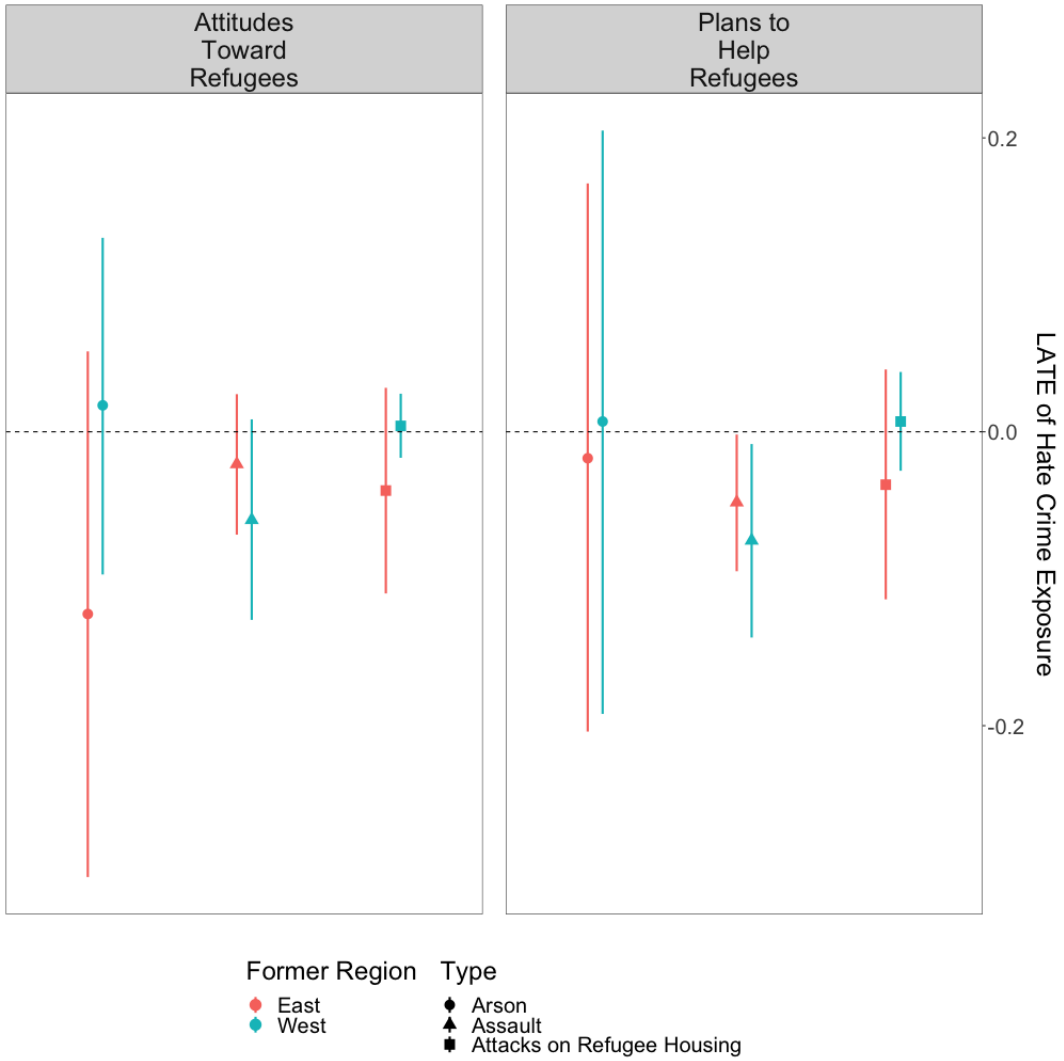 Attitudes
Toward
Refugees
Plans to
Help
Refugees
0.2
0.0
-0.2
LATE of Hate Crime Exposure
Former Region
East
West
Type
Arson
Assault
Attacks on Refugee Housing